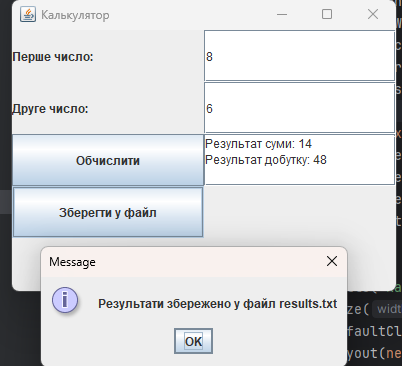 Калькулятор
Перше число:
8
Друге число:
6
Обчислити
Результат суми: 14
Результат добутку: 48
Зберегти у файл
Message
Результати збережено у файл results.txt
OK
ze( widt
faultCl
yout(ne